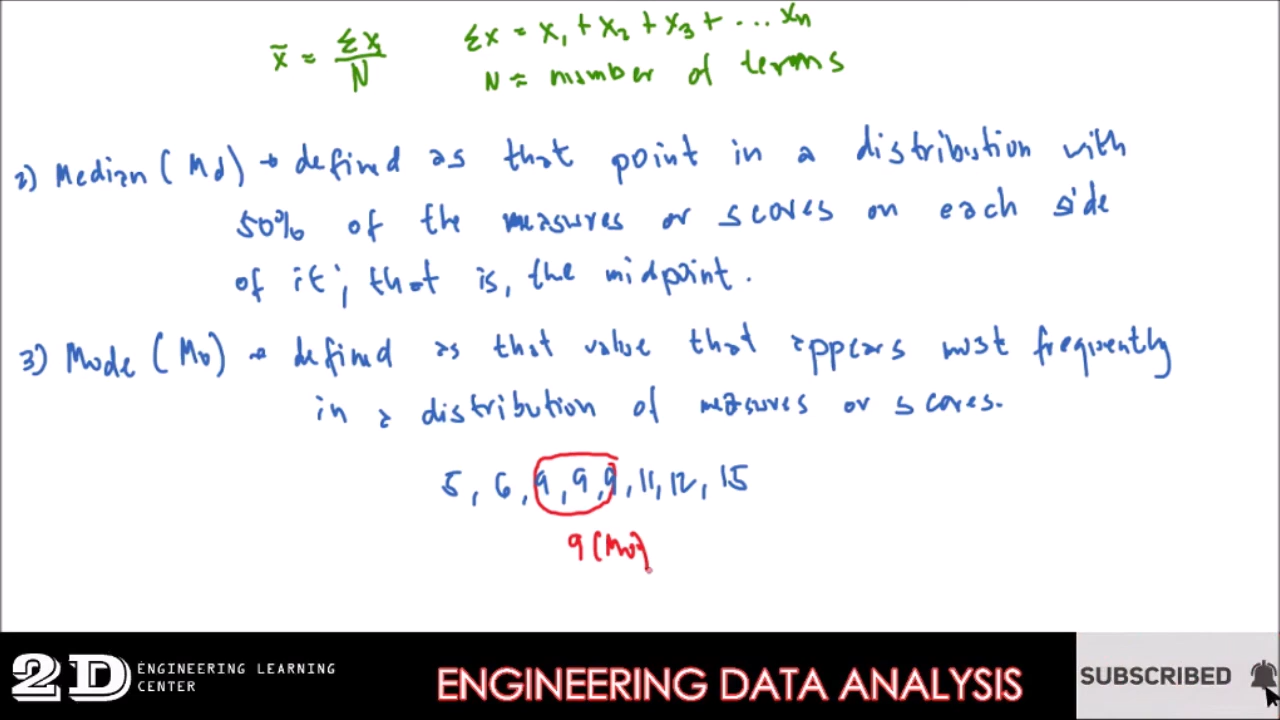 x̄ = Σx/N    Σx = x₁ + x₂ + x₃ + ... xₙ
N = number of terms
2) Median (Md) → defined as that point in a distribution with
50% of the measures or scores on each side
of it; that is, the midpoint.
3) Mode (Mo) → defined as that value that appears most frequently
in a distribution of measures or scores.
5, 6, 9, 9, 9, 11, 12, 15
9 (Mo)
2D ENGINEERING LEARNING
CENTER
ENGINEERING DATA ANALYSIS
SUBSCRIBED